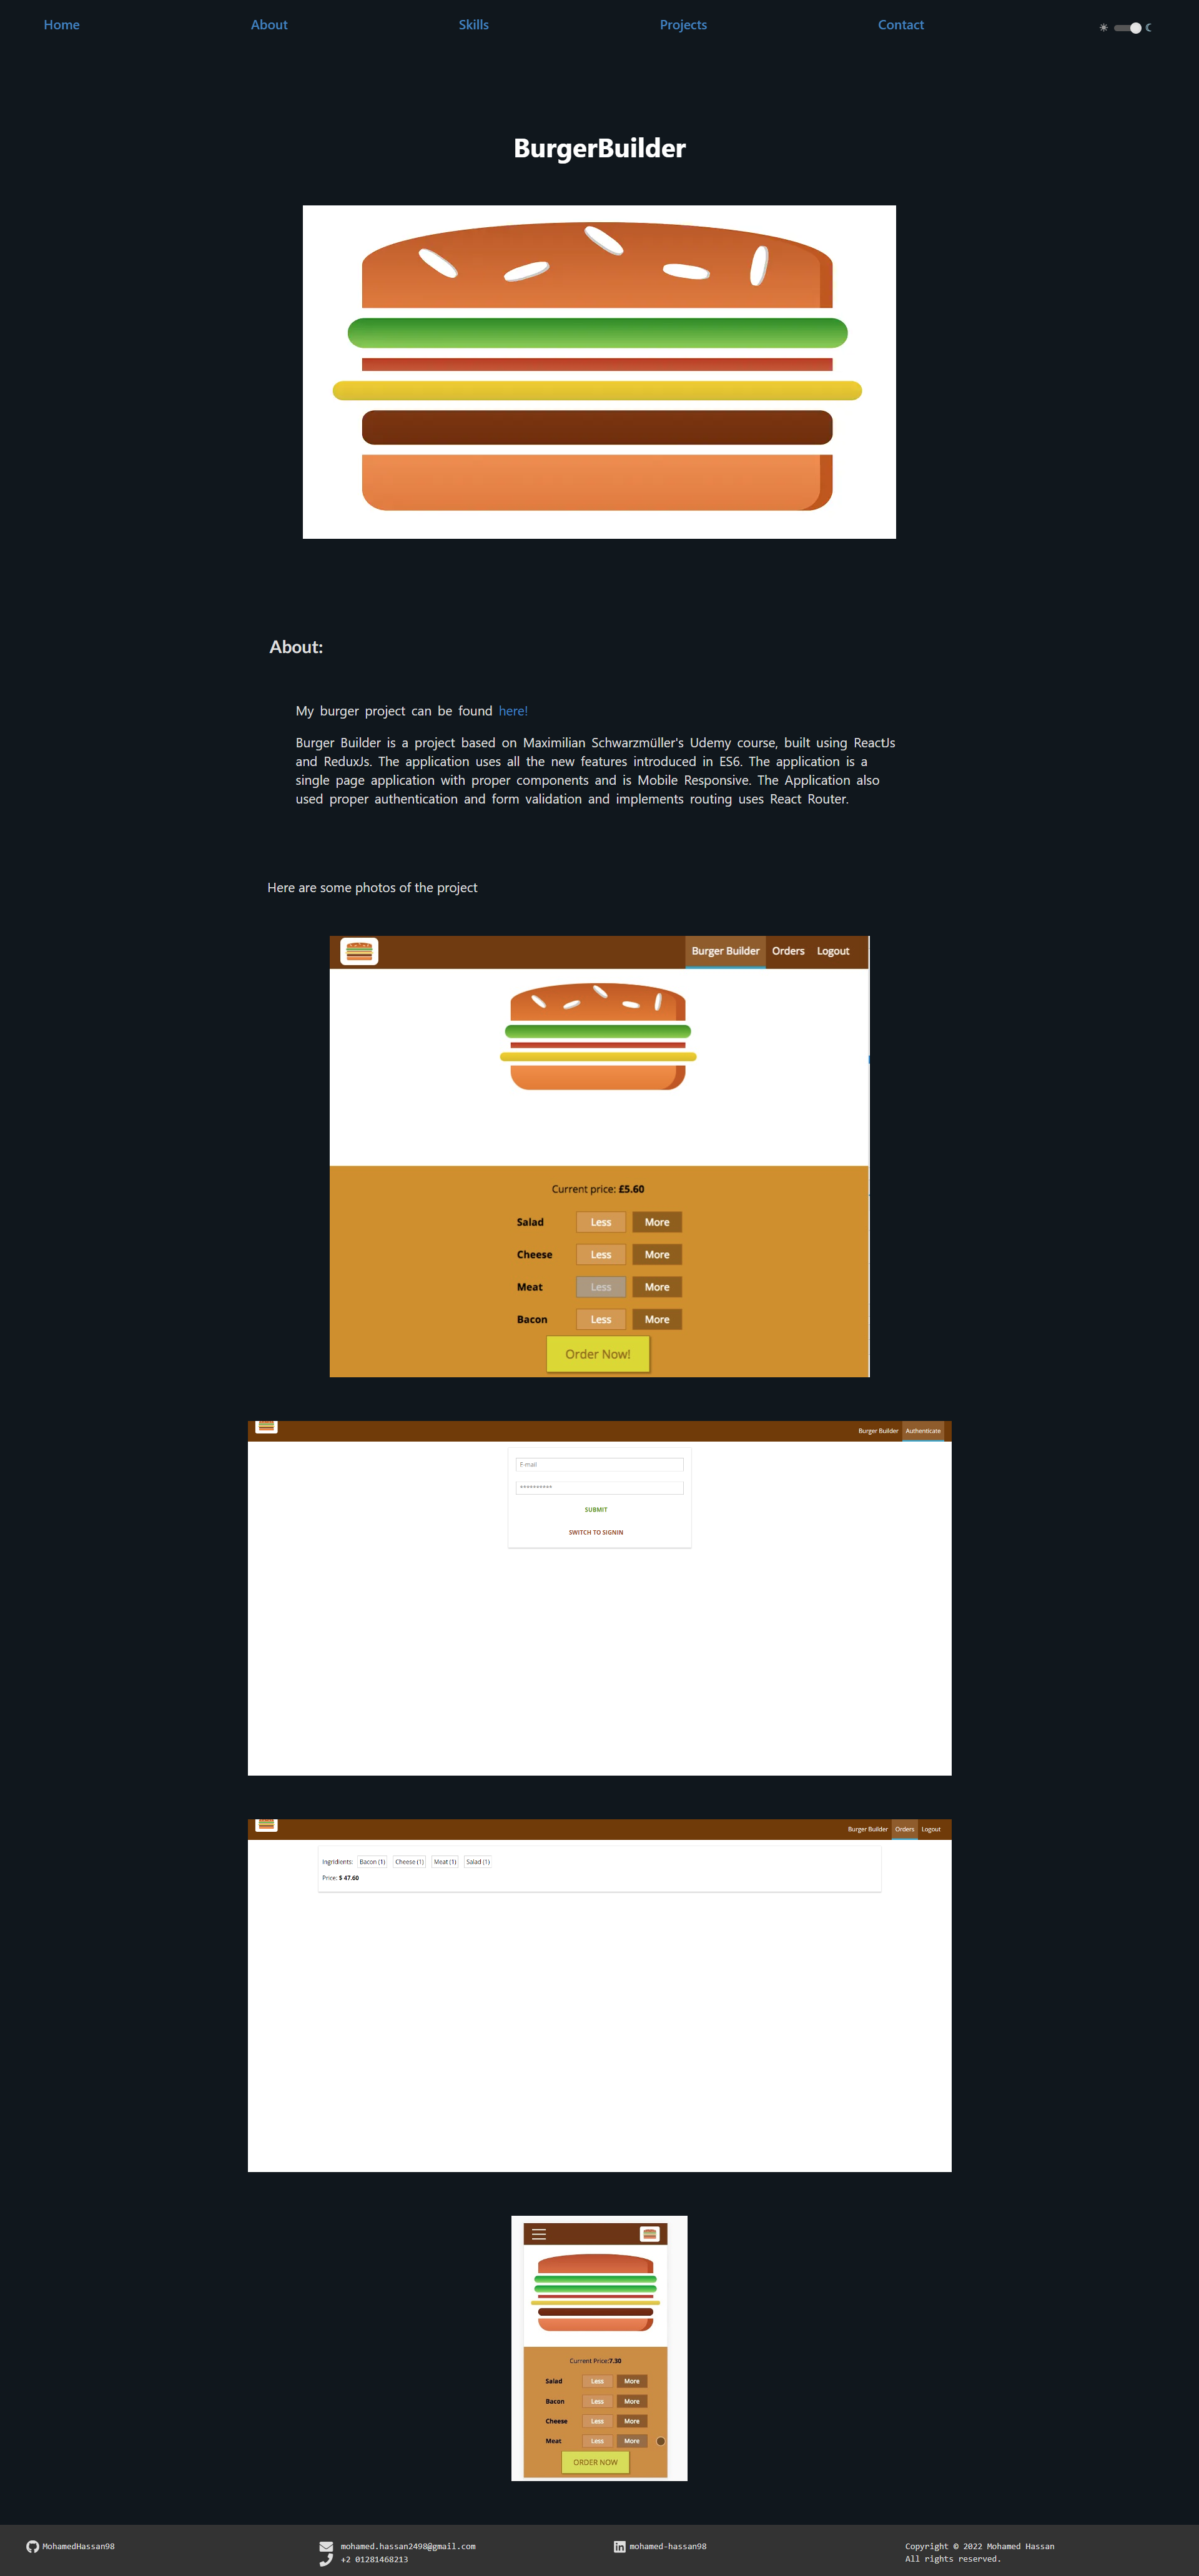 Home About Skills Projects Contact
BurgerBuilder
About:
My burger project can be found here!
Burger Builder is a project based on Maximilian Schwarzmüller's Udemy course, built using ReactJs
and ReduxJs. The application uses all the new features introduced in ES6. The application is a
single page application with proper components and is Mobile Responsive. The Application also
used proper authentication and form validation and implements routing uses React Router.
Here are some photos of the project
Burger Builder Orders Logout
Current price: £5.60
Salad Less More
Cheese Less More
Meat Less More
Bacon Less More
Order Now!
Burger Builder Authenticate
E-mail
**********
SUBMIT
SWITCH TO SIGNIN
Burger Builder Orders Logout
Ingridients: Bacon (1) Cheese (1) Meat (1) Salad (1)
Price: $ 47.60
Current Price:7.30
Salad Less More
Bacon Less More
Cheese Less More
Meat Less More
ORDER NOW
MohamedHassan98
mohamed.hassan2498@gmail.com
+2 01281468213
mohamed-hassan98
Copyright © 2022 Mohamed Hassan
All rights reserved.